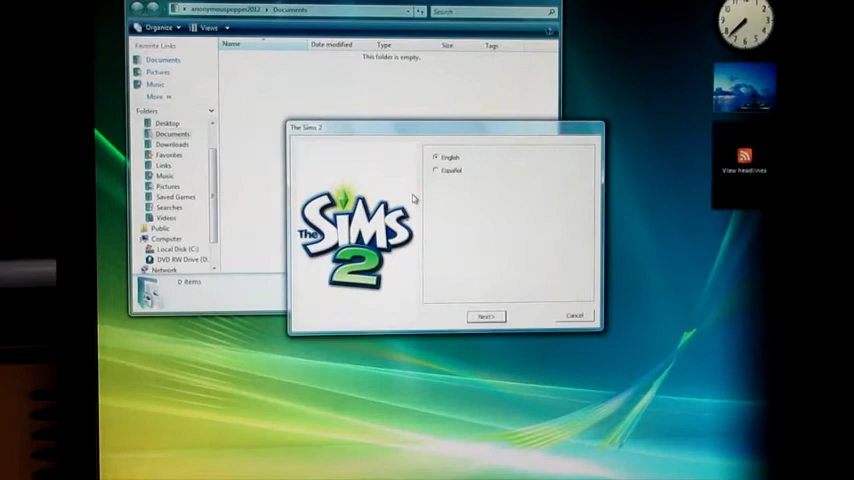 anonymouspepper2012 ▸ Documents
Search
Organize
Views
Favorite Links
Documents
Pictures
Music
More »
Folders
Desktop
Documents
Downloads
Favorites
Links
Music
Pictures
Saved Games
Searches
Videos
Public
Computer
Local Disk (C:)
DVD RW Drive (D:
Network
Name
Date modified
Type
Size
Tags
This folder is empty.
0 items
The Sims 2
The Sims 2
English
Español
Next>
Cancel
View headlines